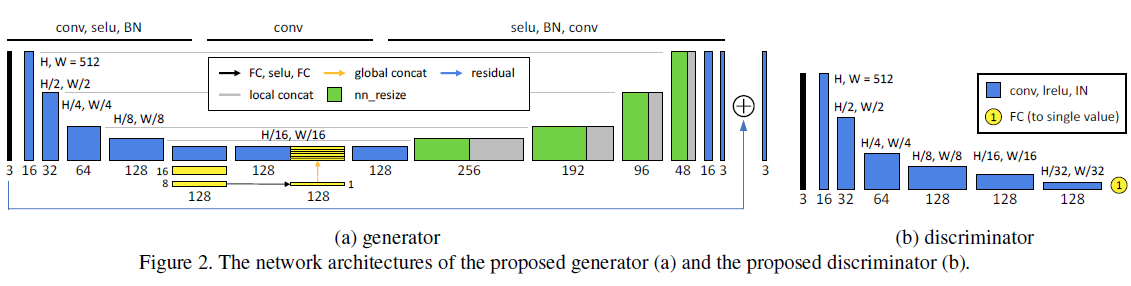 conv, selu, BN
conv
selu, BN, conv
H, W = 512
H/2, W/2
H/4, W/4
H/8, W/8
H/16, W/16
FC, selu, FC
global concat
residual
local concat
nn_resize
16
8
1
3 16 32 64 128 128 128 256 192 96 48 16 3 3
128 128
H, W = 512
H/2, W/2
H/4, W/4
H/8, W/8
H/16, W/16
H/32, W/32
conv, lrelu, IN
1 FC (to single value)
1
3 16 32 64 128 128 128
(a) generator
(b) discriminator
Figure 2. The network architectures of the proposed generator (a) and the proposed discriminator (b).